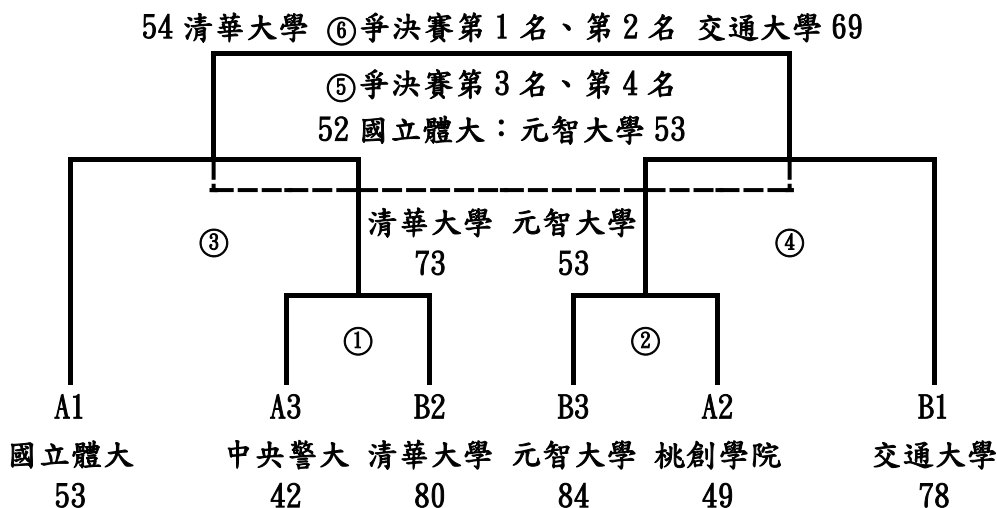 54 清華大學 ⑥爭決賽第 1 名、第 2 名 交通大學 69
⑤爭決賽第 3 名、第 4 名
52 國立體大：元智大學 53
清華大學 元智大學
③ 73 53 ④
① ②
A1 A3 B2 B3 A2 B1
國立體大 中央警大 清華大學 元智大學 桃創學院 交通大學
53 42 80 84 49 78